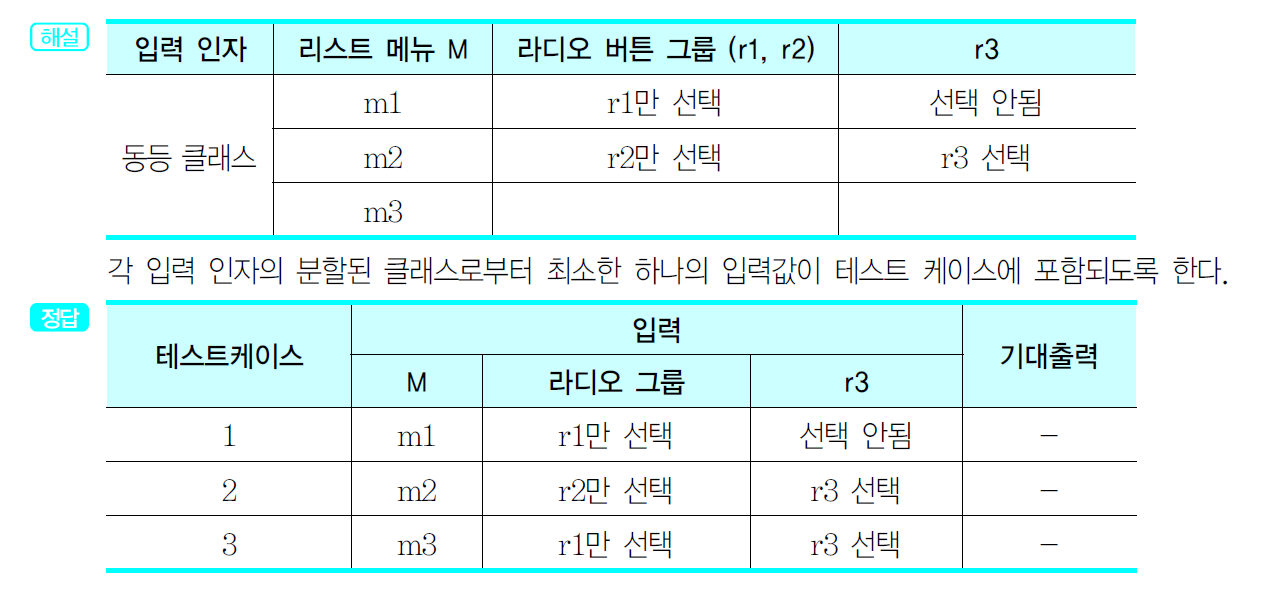 해설
입력 인자 리스트 메뉴 M 라디오 버튼 그룹 (r1, r2) r3
m1 r1만 선택 선택 안됨
동등 클래스 m2 r2만 선택 r3 선택
m3
각 입력 인자의 분할된 클래스로부터 최소한 하나의 입력값이 테스트 케이스에 포함되도록 한다.
정답
테스트케이스 입력 기대출력
M 라디오 그룹 r3
1 m1 r1만 선택 선택 안됨 −
2 m2 r2만 선택 r3 선택 −
3 m3 r1만 선택 r3 선택 −